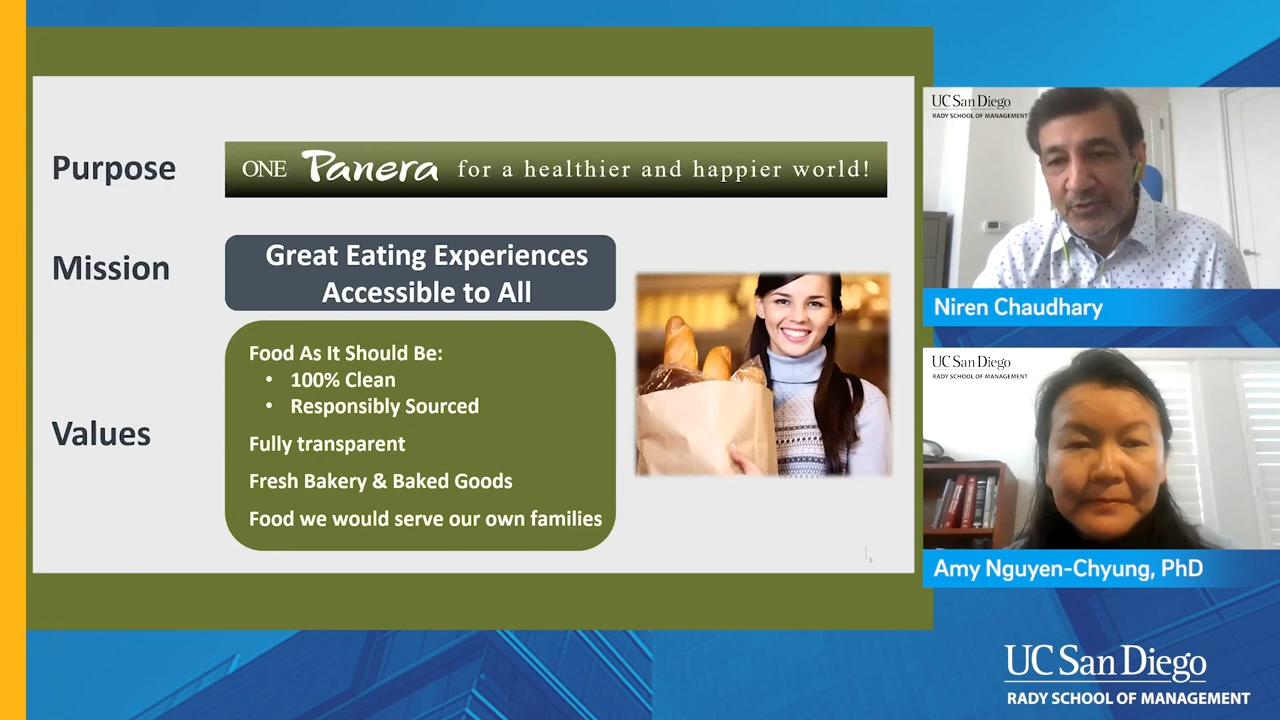 Purpose
ONE Panera for a healthier and happier world!
Mission
Great Eating Experiences
Accessible to All
Values
Food As It Should Be:
• 100% Clean
• Responsibly Sourced
Fully transparent
Fresh Bakery & Baked Goods
Food we would serve our own families
3
UC San Diego
RADY SCHOOL OF MANAGEMENT
Niren Chaudhary
UC San Diego
RADY SCHOOL OF MANAGEMENT
Amy Nguyen-Chyung, PhD
UC San Diego
RADY SCHOOL OF MANAGEMENT